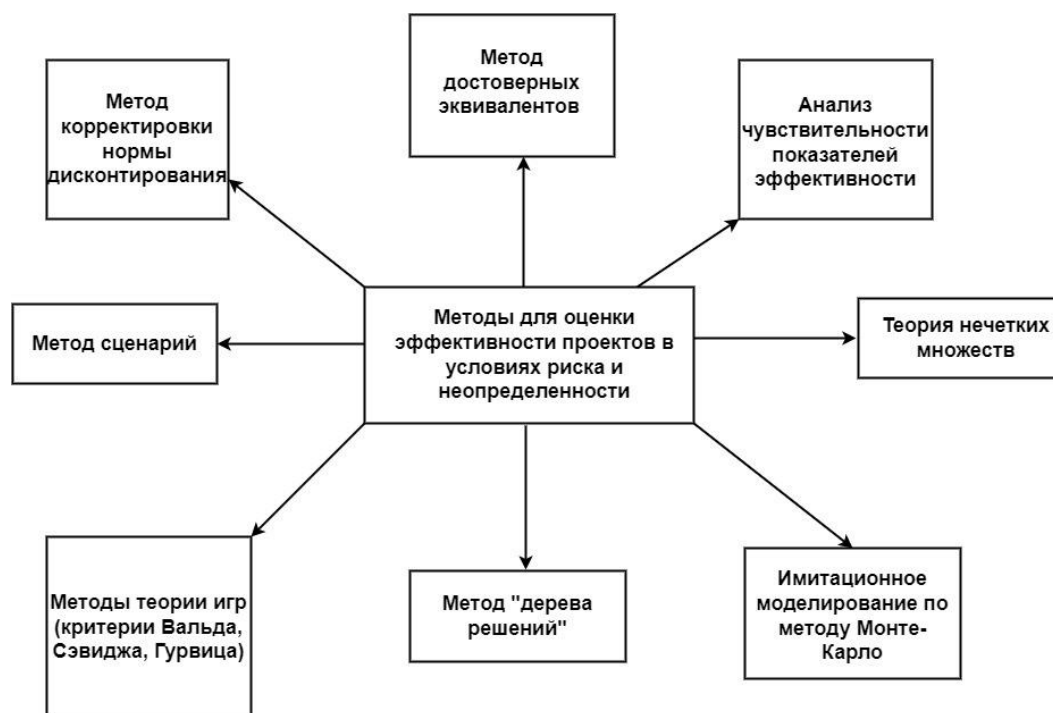 Метод
достоверных
эквивалентов
Метод
корректировки
нормы
дисконтирования
Анализ
чувствительности
показателей
эффективности
Метод сценарий
Методы для оценки
эффективности проектов в
условиях риска и
неопределенности
Теория нечетких
множеств
Методы теории игр
(критерии Вальда,
Сэвиджа, Гурвица)
Метод "дерева
решений"
Имитационное
моделирование по
методу Монте-
Карло